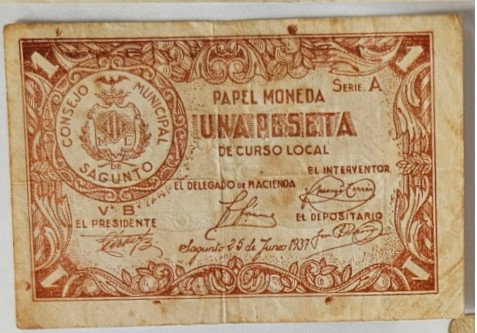 1
1
CONSEJO MUNICIPAL
DE
SAGUNTO
SERIE. A
PAPEL MONEDA
UNA PESETA
DE CURSO LOCAL
EL INTERVENTOR
EL DELEGADO DE HACIENDA
Vº B
EL PRESIDENTE
EL DEPOSITARIO
Sagunto 25 de Junio 1937
1
1